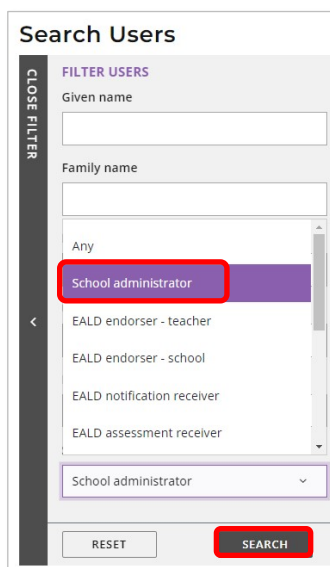 Search Users
CLOSE FILTER
FILTER USERS
Given name
Family name
Any
School administrator
EALD endorser - teacher
EALD endorser - school
EALD notification receiver
EALD assessment receiver
School administrator
RESET
SEARCH